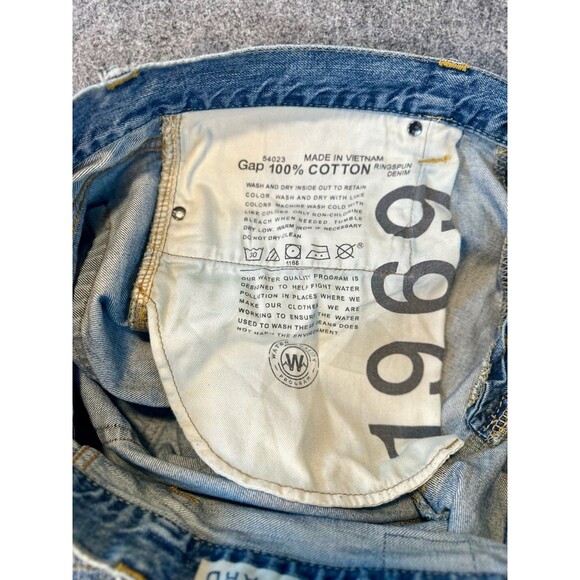 54023 MADE IN VIETNAM
Gap 100% COTTON RINGSPUN DENIM
WASH AND DRY INSIDE OUT TO RETAIN
COLOR. WASH AND DRY WITH LIKE
COLORS. MACHINE WASH COLD WITH
LIKE COLORS. ONLY NON-CHLORINE
BLEACH WHEN NEEDED. TUMBLE
DRY LOW. WARM IRON IF NECESSARY.
DO NOT DRY CLEAN.
30
1166
OUR WATER QUALITY PROGRAM IS
DESIGNED TO HELP FIGHT WATER
POLLUTION IN PLACES WHERE WE
MAKE OUR CLOTHES. WE ARE
WORKING TO ENSURE THE WATER
USED TO WASH THESE JEANS DOES
NOT HARM THE ENVIRONMENT.
WATER QUALITY
W
PROGRAM
1969